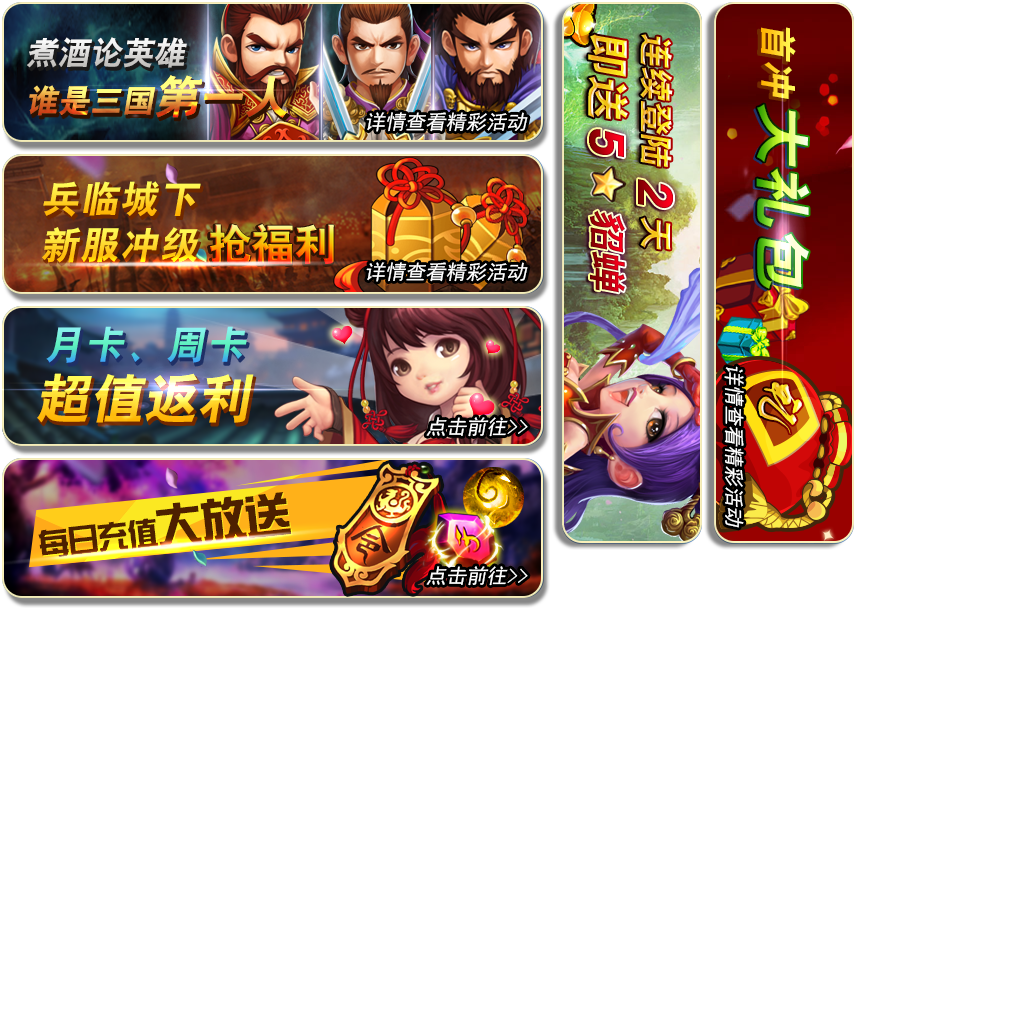 煮酒论英雄
谁是三国第一人
详情查看精彩活动
兵临城下
新服冲级 抢福利
详情查看精彩活动
月卡、周卡
超值返利
点击前往>>
每日充值大放送
令
点击前往>>
连续登陆 2 天
即送 5 貂蝉
首冲大礼包
详情查看精彩活动